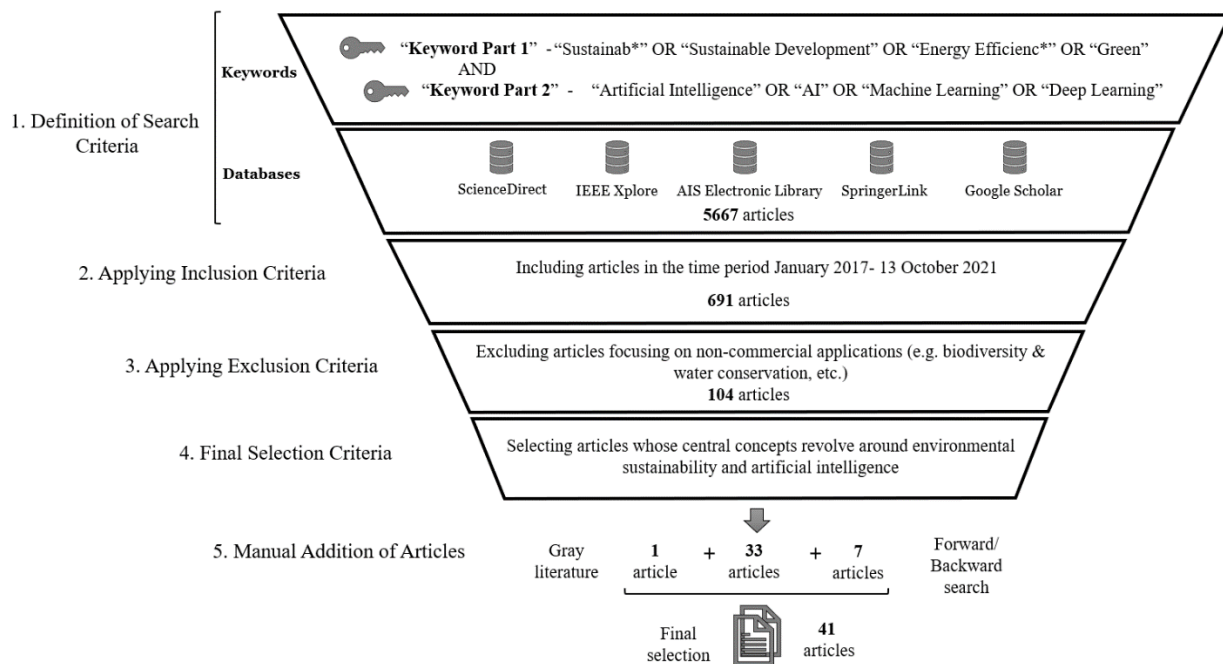 “Keyword Part 1” - “Sustainab*” OR “Sustainable Development” OR “Energy Efficienc*” OR “Green”
AND
Keywords
“Keyword Part 2” - “Artificial Intelligence” OR “AI” OR “Machine Learning” OR “Deep Learning”
1. Definition of Search
Criteria
Databases
ScienceDirect
IEEE Xplore
AIS Electronic Library
SpringerLink
Google Scholar
5667 articles
2. Applying Inclusion Criteria
Including articles in the time period January 2017- 13 October 2021
691 articles
3. Applying Exclusion Criteria
Excluding articles focusing on non-commercial applications (e.g. biodiversity &
water conservation, etc.)
104 articles
4. Final Selection Criteria
Selecting articles whose central concepts revolve around environmental
sustainability and artificial intelligence
5. Manual Addition of Articles
Gray
literature
1
article
+
33
articles
+
7
articles
Forward/
Backward
search
Final
selection
41
articles